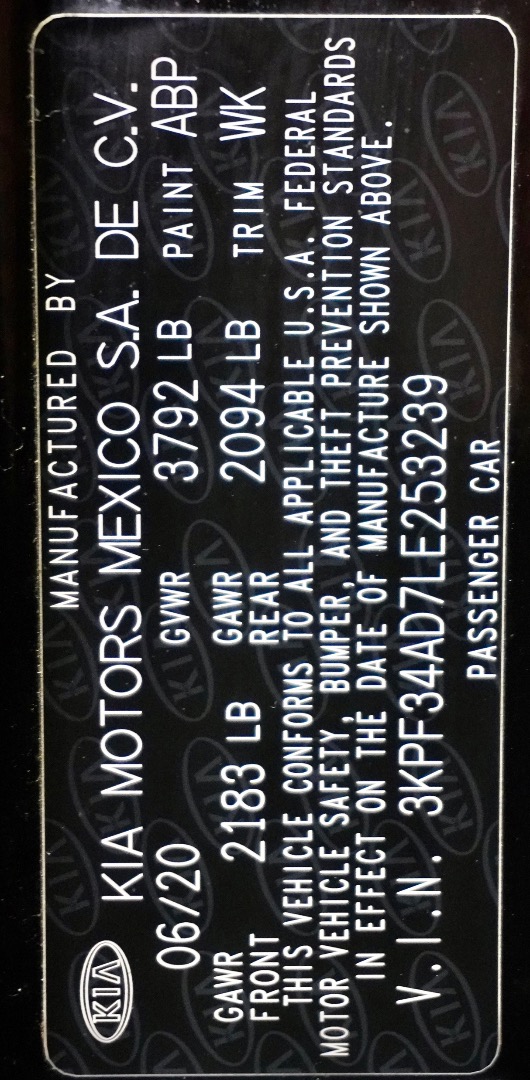 MANUFACTURED BY
KIA KIA MOTORS MEXICO S.A. DE C.V.
06/20 GVWR 3792 LB PAINT ABP
GAWR FRONT 2183 LB GAWR REAR 2094 LB TRIM WK
THIS VEHICLE CONFORMS TO ALL APPLICABLE U.S.A. FEDERAL
MOTOR VEHICLE SAFETY, BUMPER, AND THEFT PREVENTION STANDARDS
IN EFFECT ON THE DATE OF MANUFACTURE SHOWN ABOVE.
V.I.N. 3KPF34AD7LE253239
PASSENGER CAR